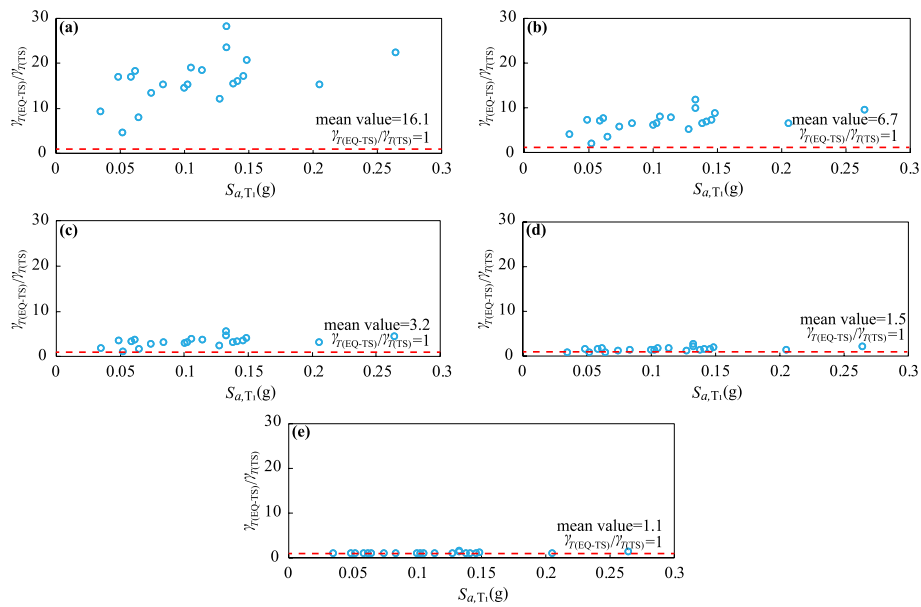 (a)
30
20
10
0
γT(EQ-TS)/γT(TS)
mean value=16.1
γT(EQ-TS)/γT(TS)=1
0 0.05 0.1 0.15 0.2 0.25 0.3
Sa,T1(g)
(b)
30
20
10
0
γT(EQ-TS)/γT(TS)
mean value=6.7
γT(EQ-TS)/γT(TS)=1
0 0.05 0.1 0.15 0.2 0.25 0.3
Sa,T1(g)
(c)
30
20
10
0
γT(EQ-TS)/γT(TS)
mean value=3.2
γT(EQ-TS)/γT(TS)=1
0 0.05 0.1 0.15 0.2 0.25 0.3
Sa,T1(g)
(d)
30
20
10
0
γT(EQ-TS)/γT(TS)
mean value=1.5
γT(EQ-TS)/γT(TS)=1
0 0.05 0.1 0.15 0.2 0.25 0.3
Sa,T1(g)
(e)
30
20
10
0
γT(EQ-TS)/γT(TS)
mean value=1.1
γT(EQ-TS)/γT(TS)=1
0 0.05 0.1 0.15 0.2 0.25 0.3
Sa,T1(g)